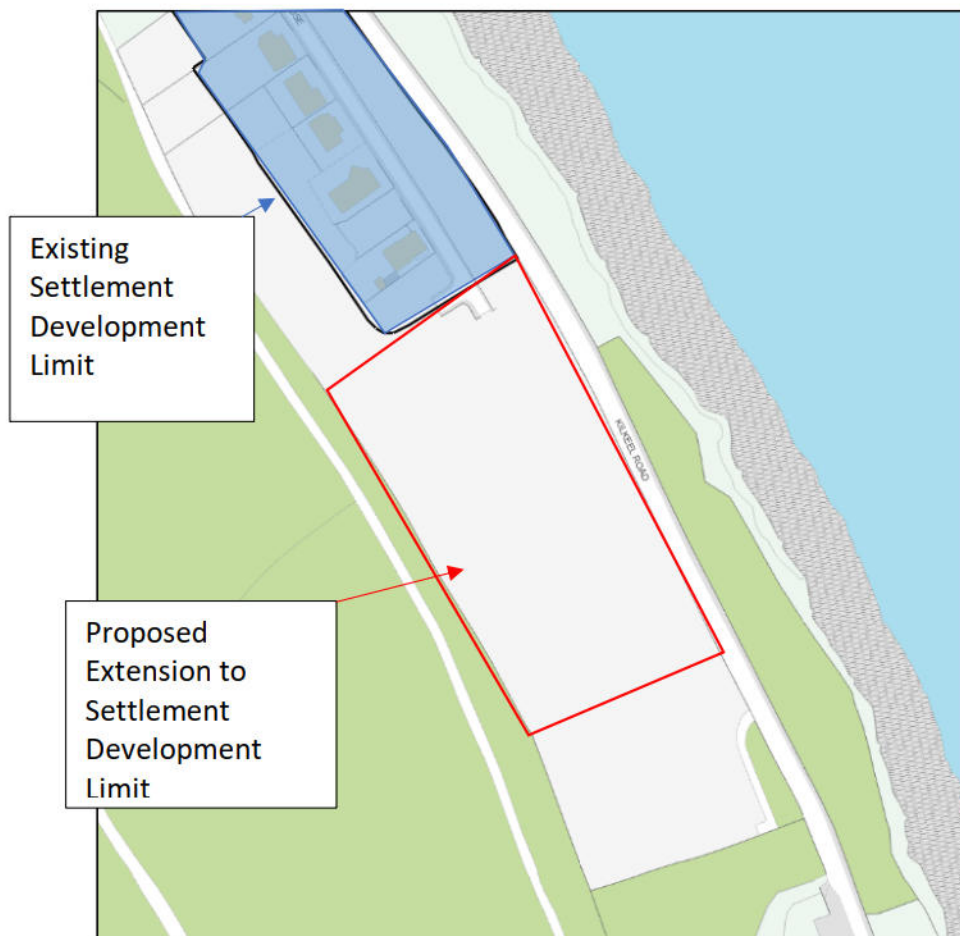 Existing
Settlement
Development
Limit
KILKEEL ROAD
Proposed
Extension to
Settlement
Development
Limit